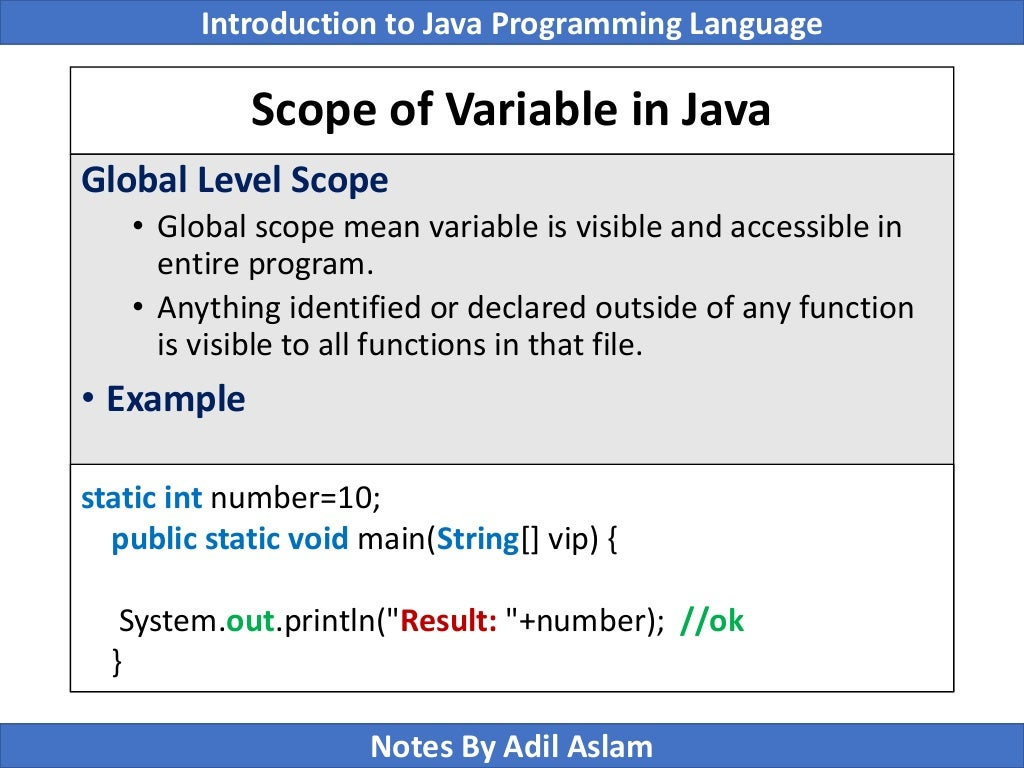 Introduction to Java Programming Language
Scope of Variable in Java
Global Level Scope
• Global scope mean variable is visible and accessible in
entire program.
• Anything identified or declared outside of any function
is visible to all functions in that file.
• Example
static int number=10;
public static void main(String[] vip) {
System.out.println("Result: "+number); //ok
}
Notes By Adil Aslam